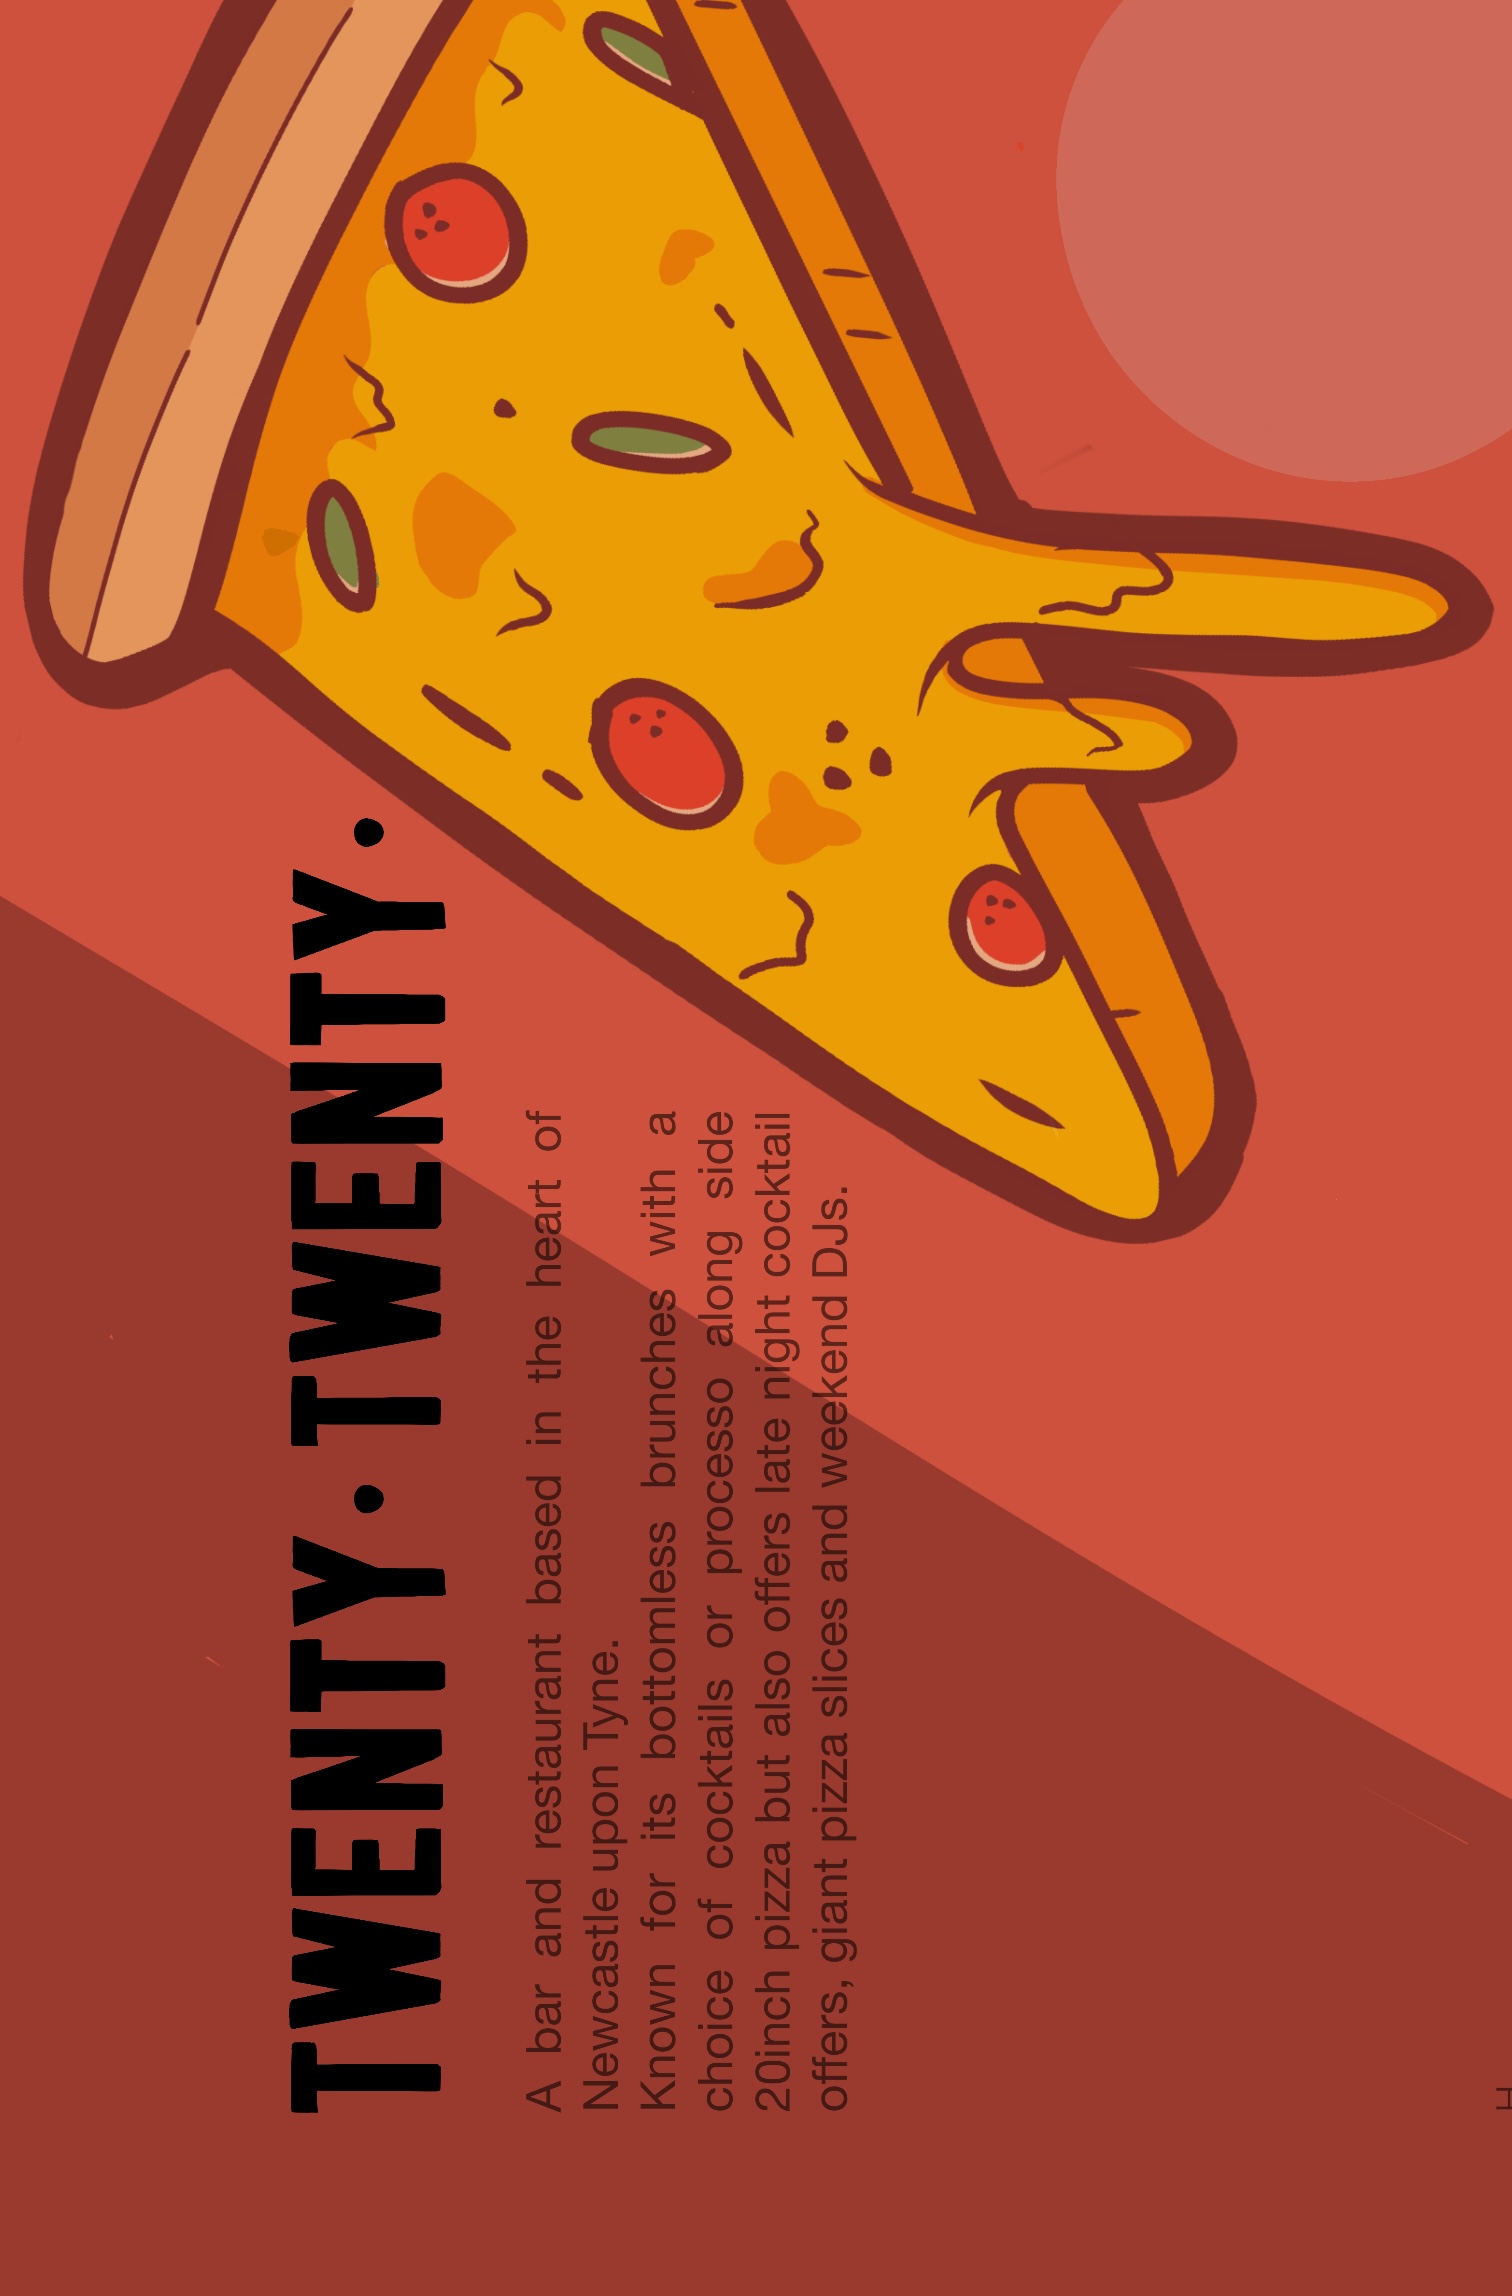 TWENTY·TWENTY·
A bar and restaurant based in the heart of
Newcastle upon Tyne.
Known for its bottomless brunches with a
choice of cocktails or processo along side
20inch pizza but also offers late night cocktail
offers, giant pizza slices and weekend DJs.